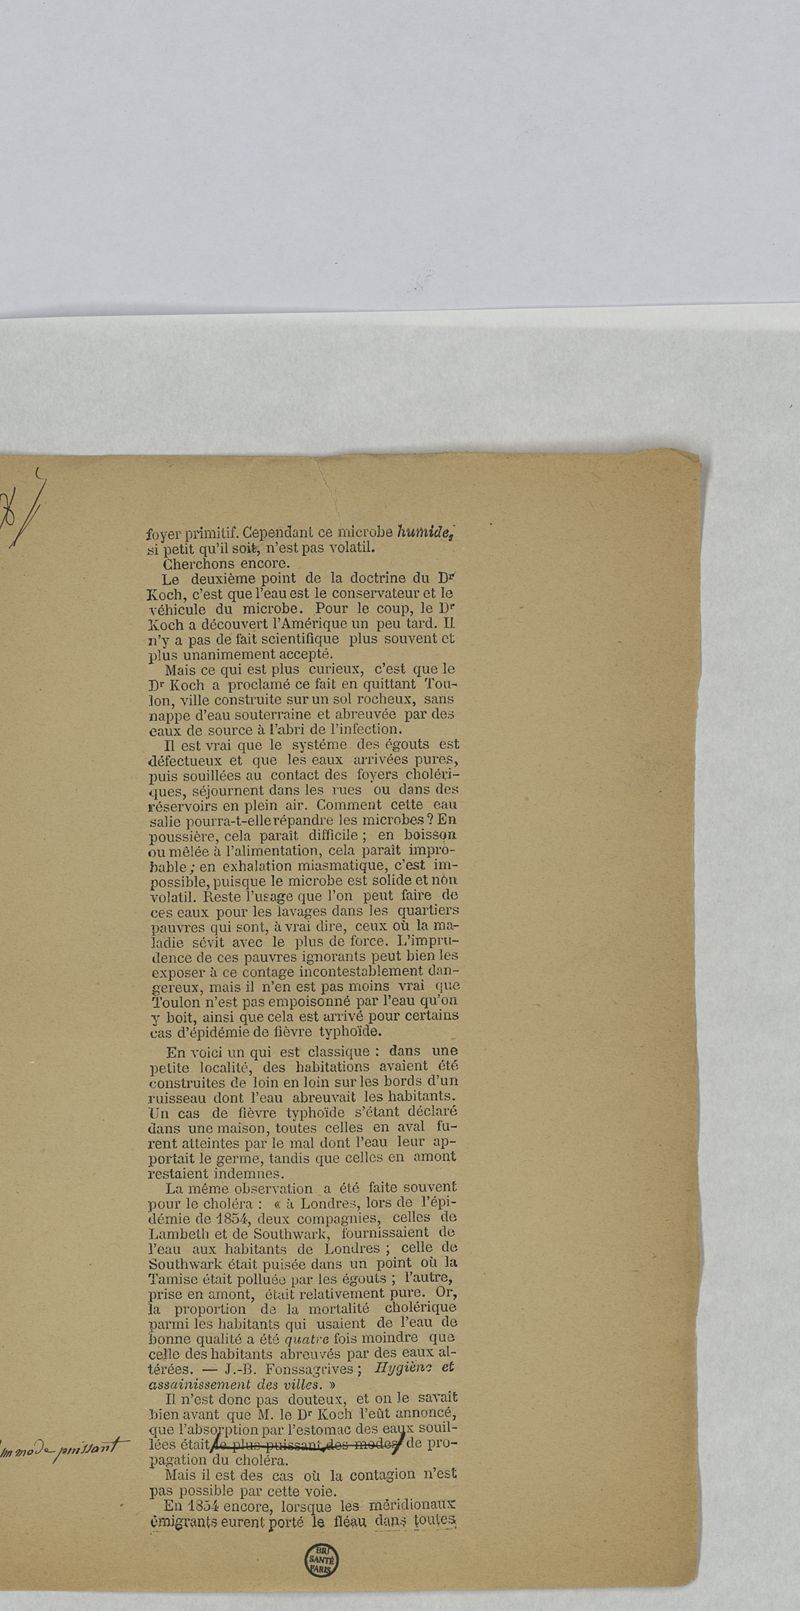 foyer primitif. Cependant ce microbe humide,
si petit qu'il soit, n'est pas volatil.
Cherchons encore.
Le deuxième point de la doctrine du Dr
Koch, c'est que l'eau est le conservateur et le
véhicule du microbe. Pour le coup, le Dr
Koch a découvert l'Amérique un peu tard. Il
n'y a pas de fait scientifique plus souvent et
plus unanimement accepté.
Mais ce qui est plus curieux, c'est que le
Dr Koch a proclamé ce fait en quittant Tou-
lon, ville construite sur un sol rocheux, sans
nappe d'eau souterraine et abreuvée par des
eaux de source à l'abri de l'infection.
Il est vrai que le systéme des égouts est
défectueux et que les eaux arrivées pures,
puis souillées au contact des foyers choléri-
ques, séjournent dans les rues ou dans des
réservoirs en plein air. Comment cette eau
salie pourra-t-elle répandre les microbes ? En
poussière, cela paraît difficile ; en boisson
ou mêlée à l'alimentation, cela paraît impro-
bable ; en exhalation miasmatique, c'est im-
possible, puisque le microbe est solide et non
volatil. Reste l'usage que l'on peut faire de
ces eaux pour les lavages dans les quartiers
pauvres qui sont, à vrai dire, ceux où la ma-
ladie sévit avec le plus de force. L'impru-
dence de ces pauvres ignorants peut bien les
exposer à ce contage incontestablement dan-
gereux, mais il n'en est pas moins vrai que
Toulon n'est pas empoisonné par l'eau qu'on
y boit, ainsi que cela est arrivé pour certains
cas d'épidémie de fièvre typhoïde.
En voici un qui est classique : dans une
petite localité, des habitations avaient été
construites de loin en loin sur les bords d'un
ruisseau dont l'eau abreuvait les habitants.
Un cas de fièvre typhoïde s'étant déclaré
dans une maison, toutes celles en aval fu-
rent atteintes par le mal dont l'eau leur ap-
portait le germe, tandis que celles en amont
restaient indemnes.
La même observation a été faite souvent
pour le choléra : « à Londres, lors de l'épi-
démie de 1854, deux compagnies, celles de
Lambeth et de Southwark, fournissaient de
l'eau aux habitants de Londres ; celle de
Southwark était puisée dans un point où la
Tamise était polluée par les égouts ; l'autre,
prise en amont, était relativement pure. Or,
la proportion de la mortalité cholérique
parmi les habitants qui usaient de l'eau de
bonne qualité a été quatre fois moindre que
celle des habitants abreuvés par des eaux al-
térées. — J.-B. Fonssagrives ; Hygiène et
assainissement des villes. »
Il n'est donc pas douteux, et on le savait
bien avant que M. le Dr Koch l'eût annoncé,
que l'absorption par l'estomac des eaux souil-
lées était le plus puissant des modes de pro-
un mode puissant
pagation du choléra.
Mais il est des cas où la contagion n'est
pas possible par cette voie.
En 1854 encore, lorsque les méridionaux
émigrants eurent porté le fléau dans toutes
BIU
SANTÉ
PARIS